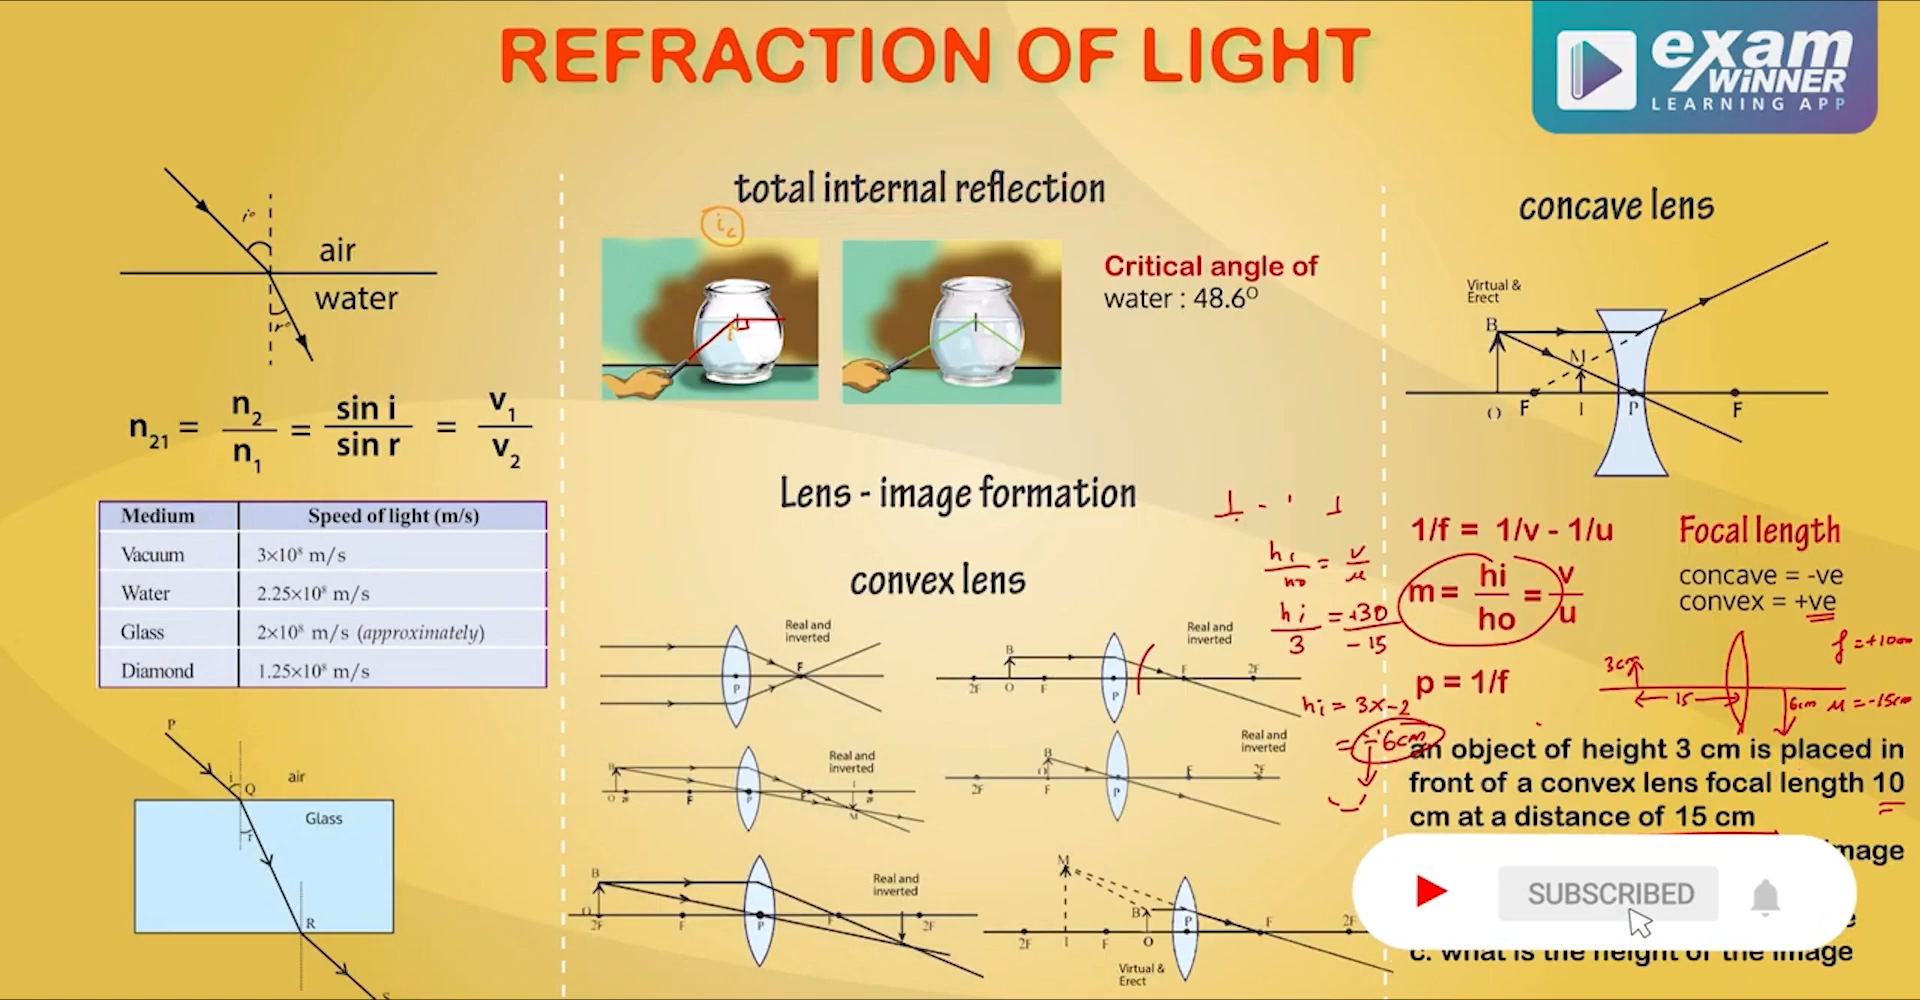 REFRACTION OF LIGHT
exam
WINNER
LEARNING APP
i°
air
water
r°
n21 = n2/n1 = sin i/sin r = v1/v2
Medium Speed of light (m/s)
Vacuum 3×10⁸ m/s
Water 2.25×10⁸ m/s
Glass 2×10⁸ m/s (approximately)
Diamond 1.25×10⁸ m/s
P
i
air
Q
Glass
r
R
S
total internal reflection
ic
Critical angle of
water : 48.6⁰
Lens - image formation
convex lens
Real and
inverted
F
P
Real and
inverted
B
2F O F P F 2F
Real and
inverted
B
O 2F F P F I 2F
M
Real and
inverted
B
O
2F F P F 2F
Real and
inverted
B
O
2F F P F 2F
M
B
P
2F I F O F 2F
Virtual &
Erect
concave lens
Virtual &
Erect
B
M
O F I P F
1/f = 1/v - 1/u
m = hi/ho = v/u
p = 1/f
Focal length
concave = -ve
convex = +ve
hi/ho = v/u
hi/3 = +30/-15
hi = 3x-2
= -6cm
f = +10cm
3cm
15
6cm
u = -15cm
an object of height 3 cm is placed in
front of a convex lens focal length 10
cm at a distance of 15 cm
SUBSCRIBED
c. what is the height of the image